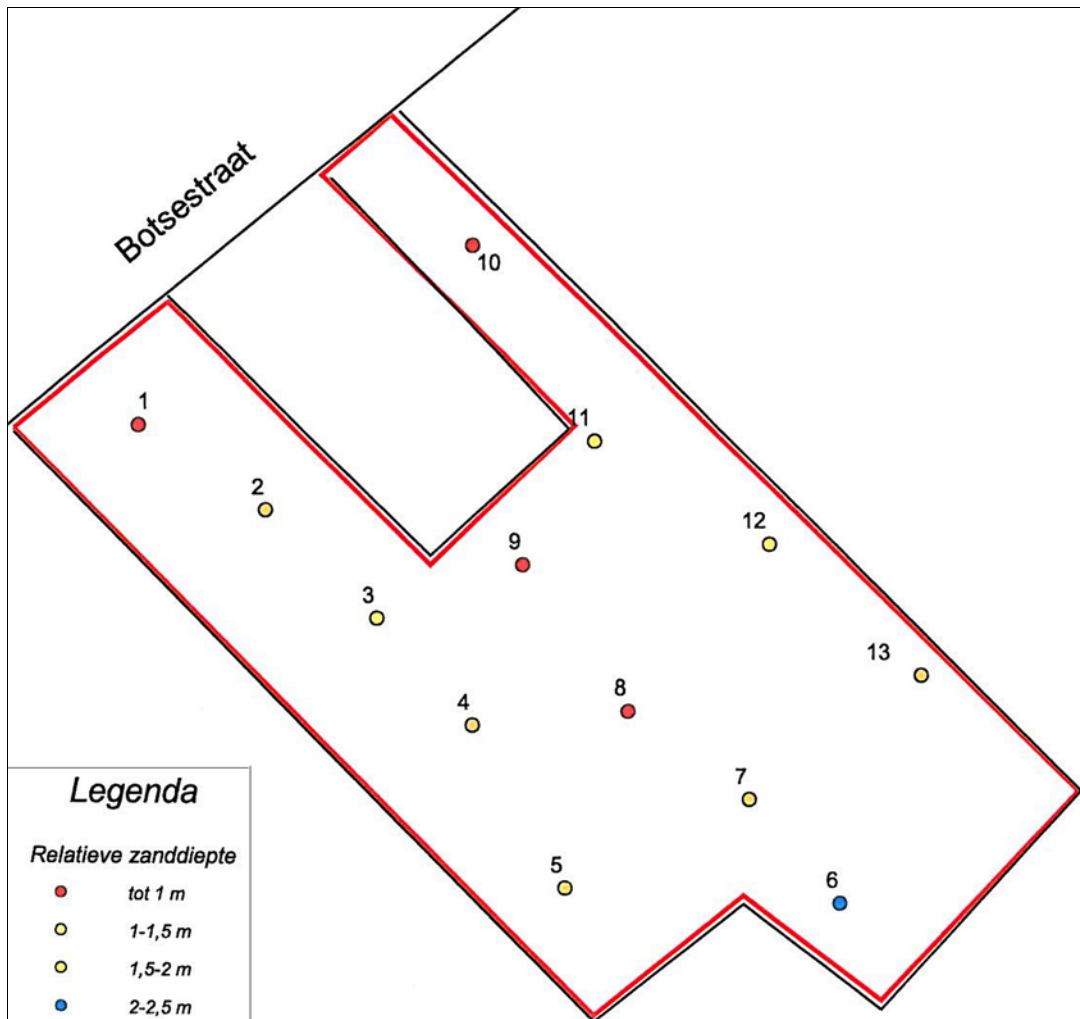 Botsestraat
10
1
11
2
12
9
3
13
8
4
7
5
6
Legenda
Relatieve zanddiepte
tot 1 m
1-1,5 m
1,5-2 m
2-2,5 m